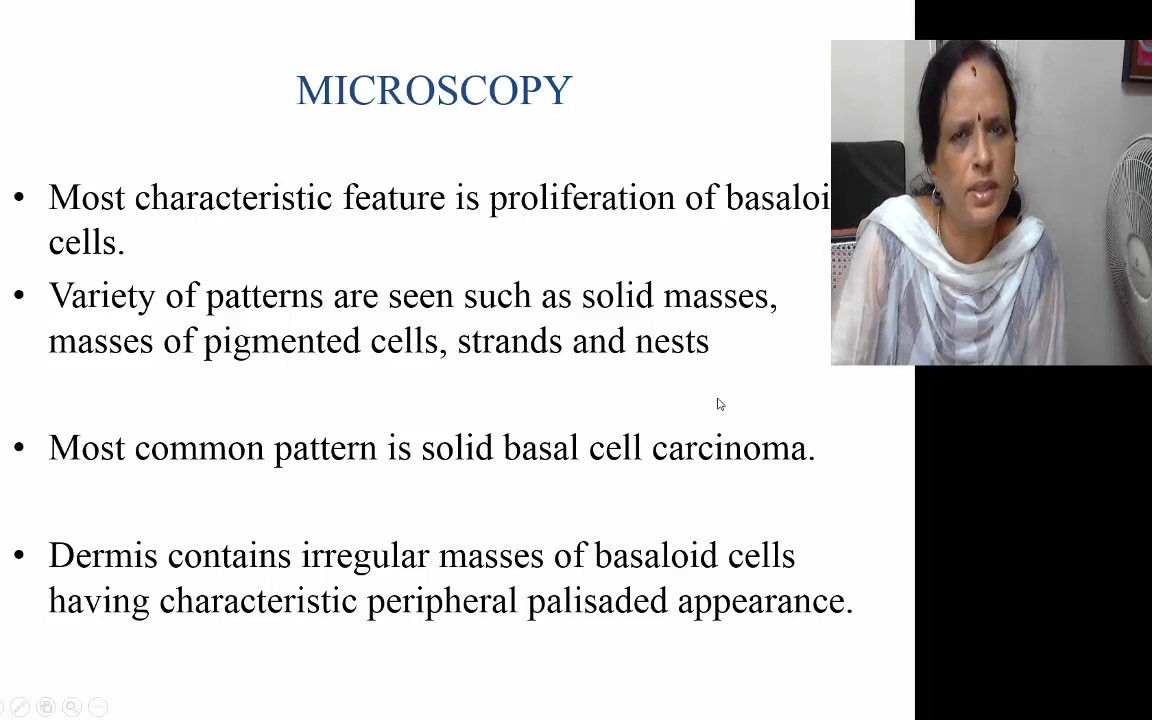 MICROSCOPY
• Most characteristic feature is proliferation of basaloi
cells.
• Variety of patterns are seen such as solid masses,
masses of pigmented cells, strands and nests
• Most common pattern is solid basal cell carcinoma.
• Dermis contains irregular masses of basaloid cells
having characteristic peripheral palisaded appearance.